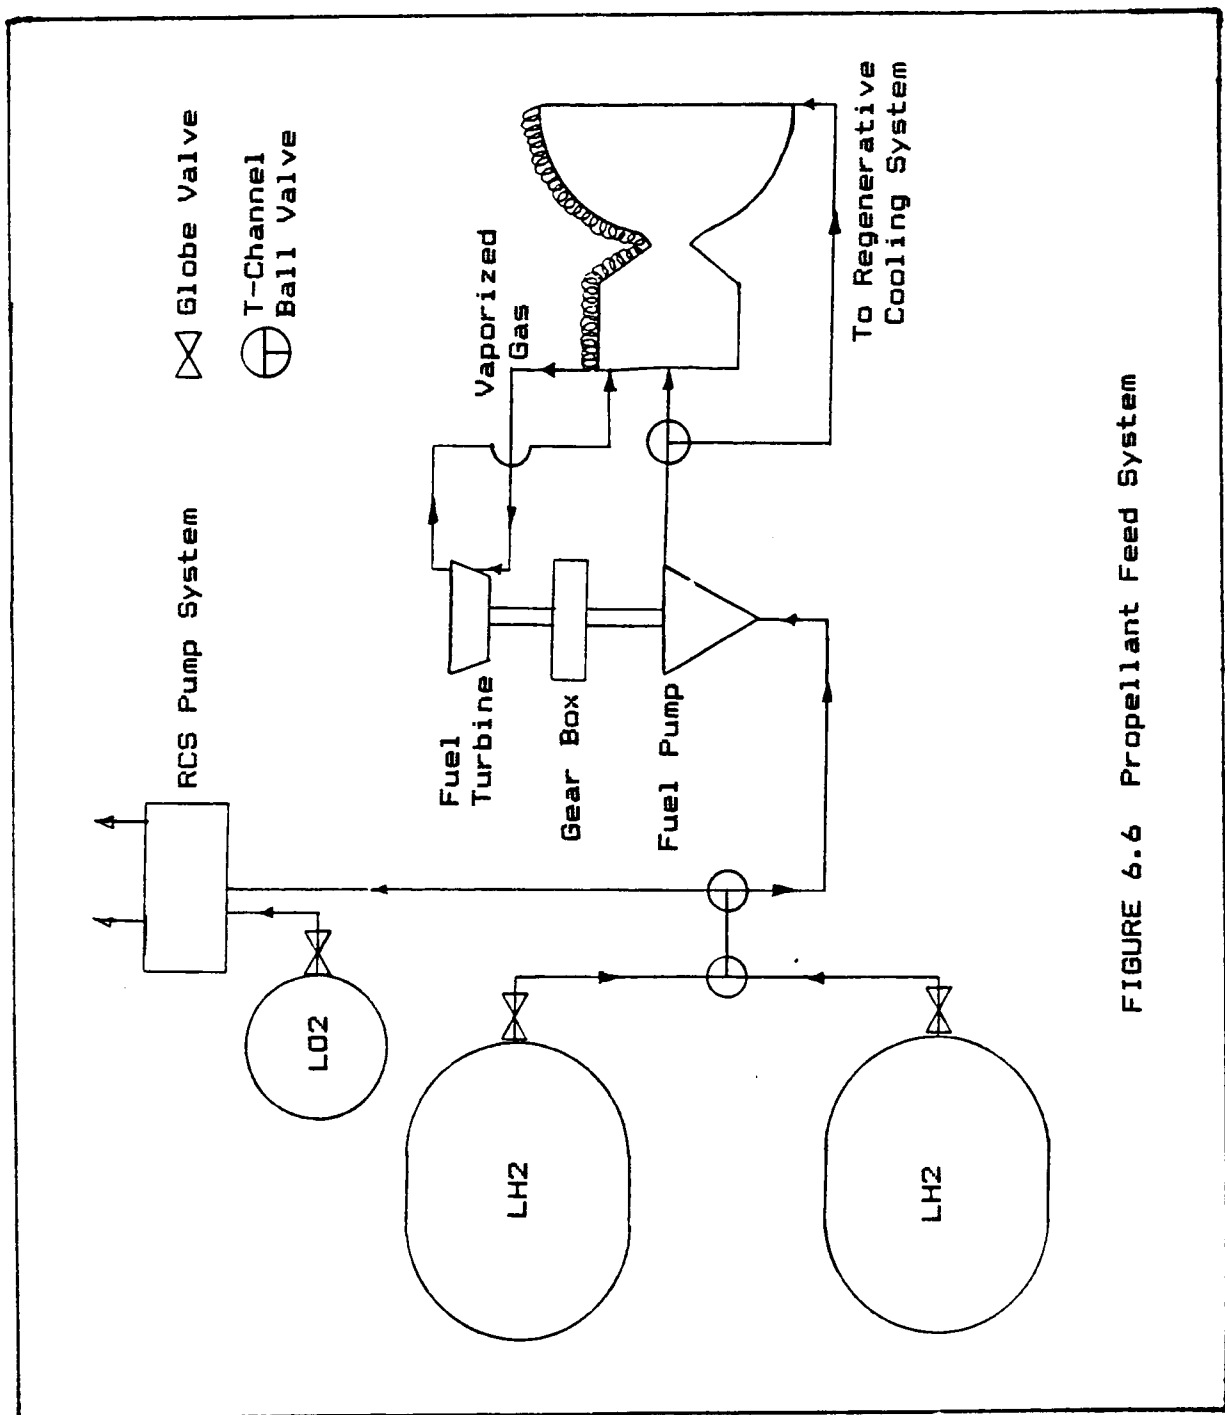 RCS Pump System
Globe Valve
T-Channel
Ball Valve
LO2
LH2
LH2
Fuel
Turbine
Gear Box
Fuel Pump
Vaporized
Gas
To Regenerative
Cooling System
FIGURE 6.6 Propellant Feed System